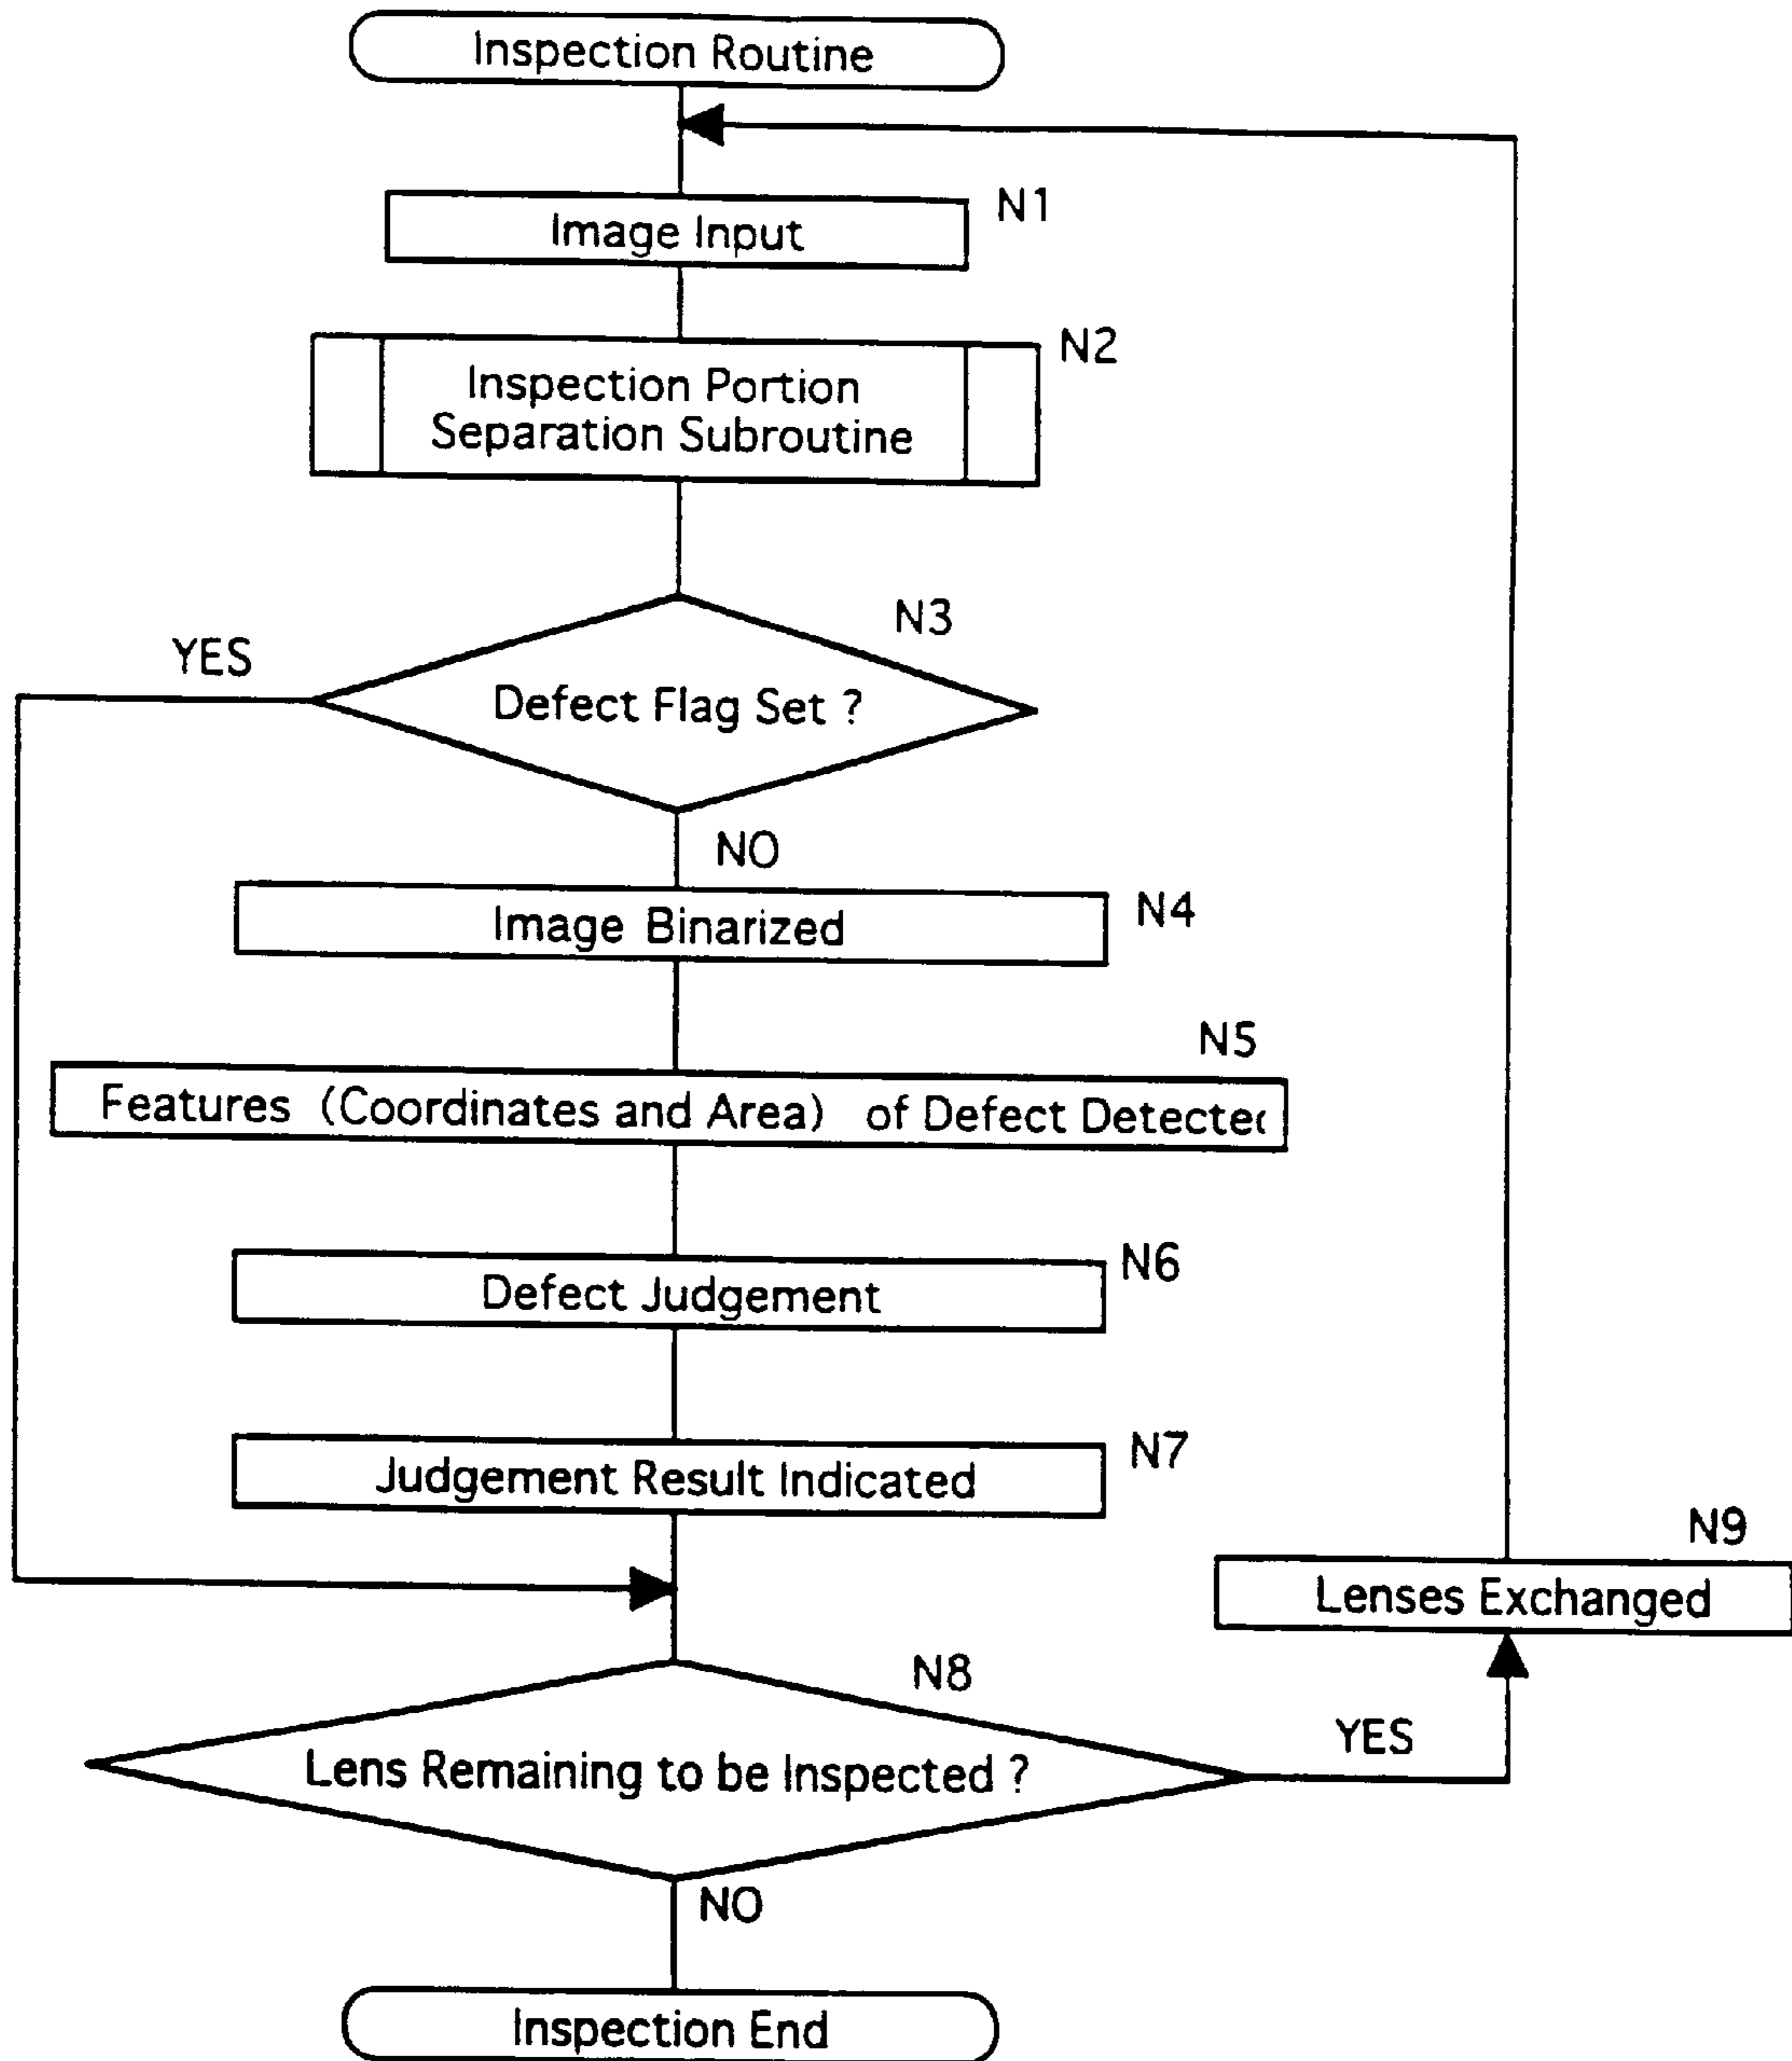 Inspection Routine
N1
Image Input
N2
Inspection Portion
Separation Subroutine
N3
YES
Defect Flag Set ?
NO
N4
Image Binarized
N5
Features (Coordinates and Area) of Defect Detected
N6
Defect Judgement
N7
Judgement Result Indicated
N9
Lenses Exchanged
N8
YES
Lens Remaining to be Inspected ?
NO
Inspection End